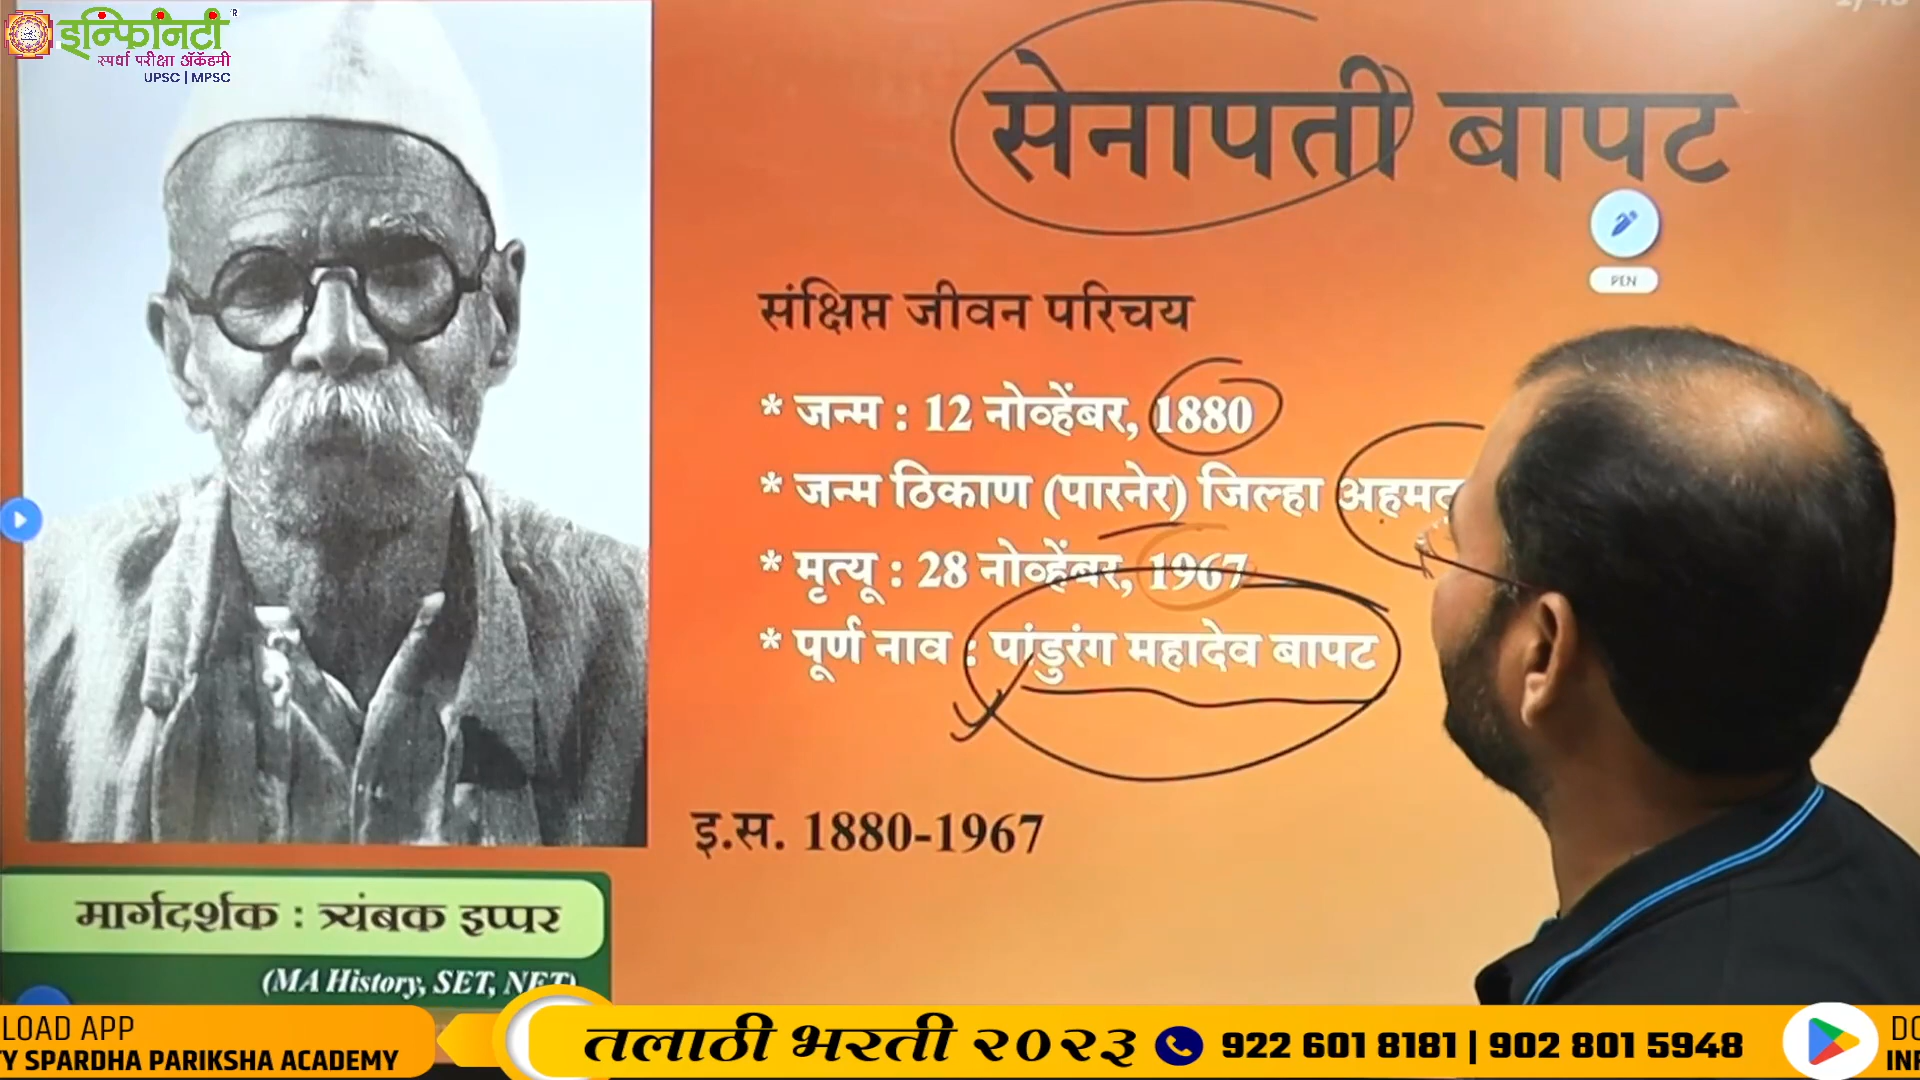 इन्फिनिटी
स्पर्धा परीक्षा अ‍ॅकॅडमी
UPSC | MPSC
सेनापती बापट
PEN
संक्षिप्त जीवन परिचय
* जन्म : 12 नोव्हेंबर, 1880
* जन्म ठिकाण (पारनेर) जिल्हा
* मृत्यू : 28 नोव्हेंबर, 1967
* पूर्ण नाव : पांडुरंग महादेव बापट
इ.स. 1880-1967
मार्गदर्शक : त्र्यंबक इप्पर
(MA History, SET, NET)
LOAD APP
TY SPARDHA PARIKSHA ACADEMY
तलाठी भरती २०२३
922 601 8181 | 902 801 5948